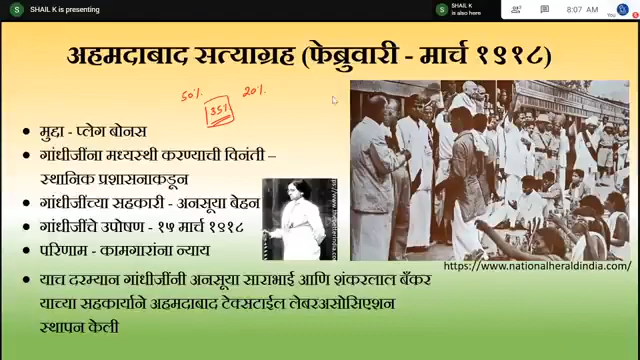 S SHAIL K is presenting
S SHAIL K
is also here
8:07 AM
You
S
अहमदाबाद सत्याग्रह (फेब्रुवारी - मार्च १९१८)
50% 35% 20%
मुद्दा - प्लेग बोनस
गांधीजींना मध्यस्थी करण्याची विनंती –
स्थानिक प्रशासनाकडून
गांधीजींच्या सहकारी - अनसूया बेहन
गांधीजींचे उपोषण - १५ मार्च १९१८
परिणाम - कामगारांना न्याय
https://www.nationalheraldindia.com/
याच दरम्यान गांधीजींनी अनसूया साराभाई आणि शंकरलाल बँकर
याच्या सहकार्याने अहमदाबाद टेक्सटाईल लेबरअसोसिएशन
स्थापन केली